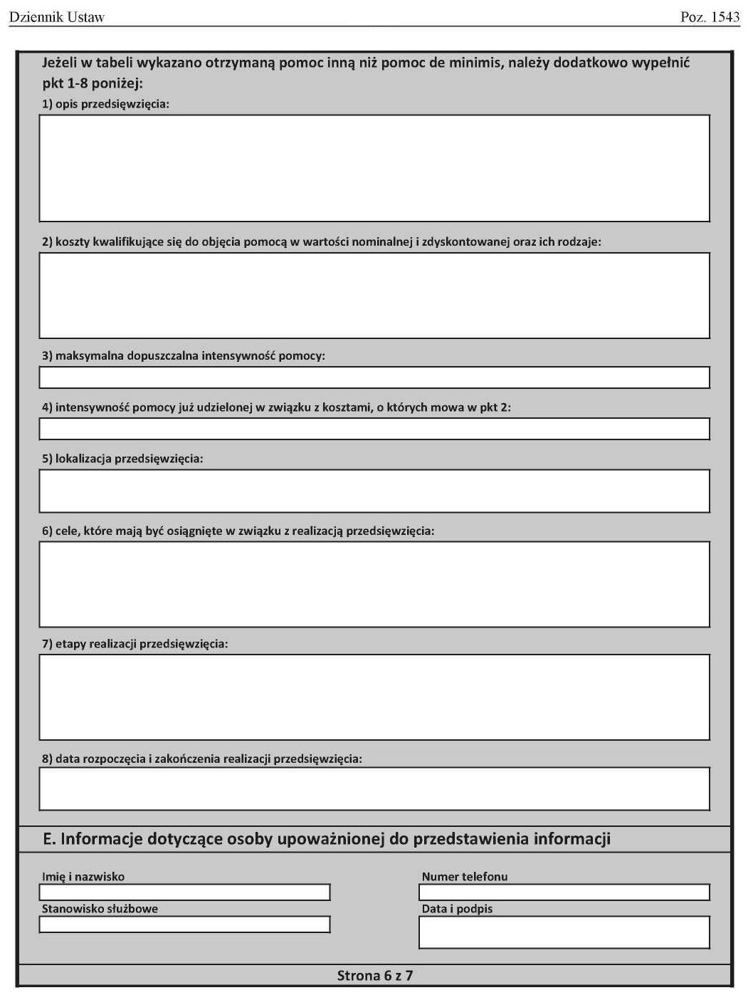 Dziennik Ustaw
Poz. 1543
Jeżeli w tabeli wykazano otrzymaną pomoc inną niż pomoc de minimis, należy dodatkowo wypełnić
pkt 1-8 poniżej:
1) opis przedsięwzięcia:
2) koszty kwalifikujące się do objęcia pomocą w wartości nominalnej i zdyskontowanej oraz ich rodzaje:
3) maksymalna dopuszczalna intensywność pomocy:
4) intensywność pomocy już udzielonej w związku z kosztami, o których mowa w pkt 2:
5) lokalizacja przedsięwzięcia:
6) cele, które mają być osiągnięte w związku z realizacją przedsięwzięcia:
7) etapy realizacji przedsięwzięcia:
8) data rozpoczęcia i zakończenia realizacji przedsięwzięcia:
E. Informacje dotyczące osoby upoważnionej do przedstawienia informacji
Imię i nazwisko
Numer telefonu
Stanowisko służbowe
Data i podpis
Strona 6 z 7